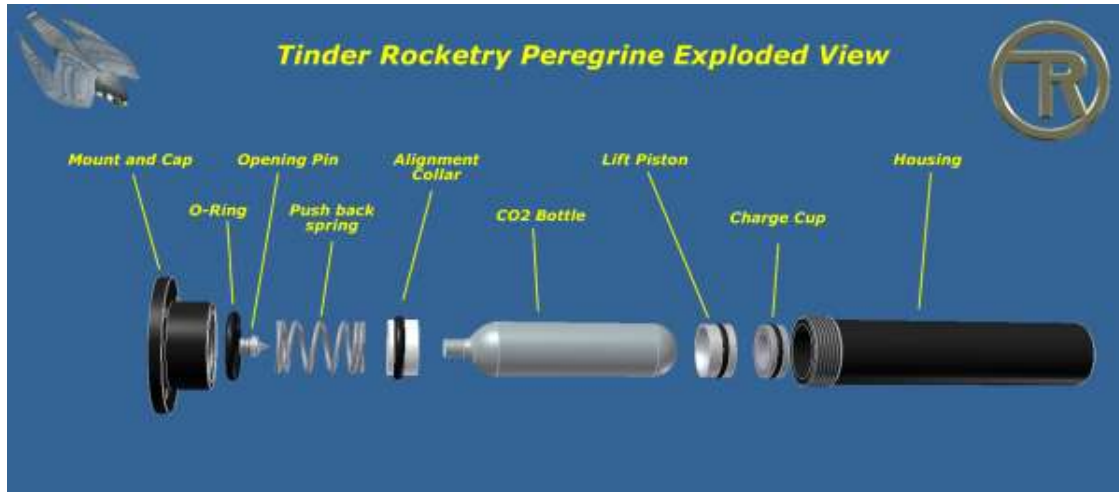 Tinder Rocketry Peregrine Exploded View
TR
Mount and Cap
Opening Pin
Alignment
Collar
Lift Piston
Housing
O-Ring
Push back
spring
CO2 Bottle
Charge Cup